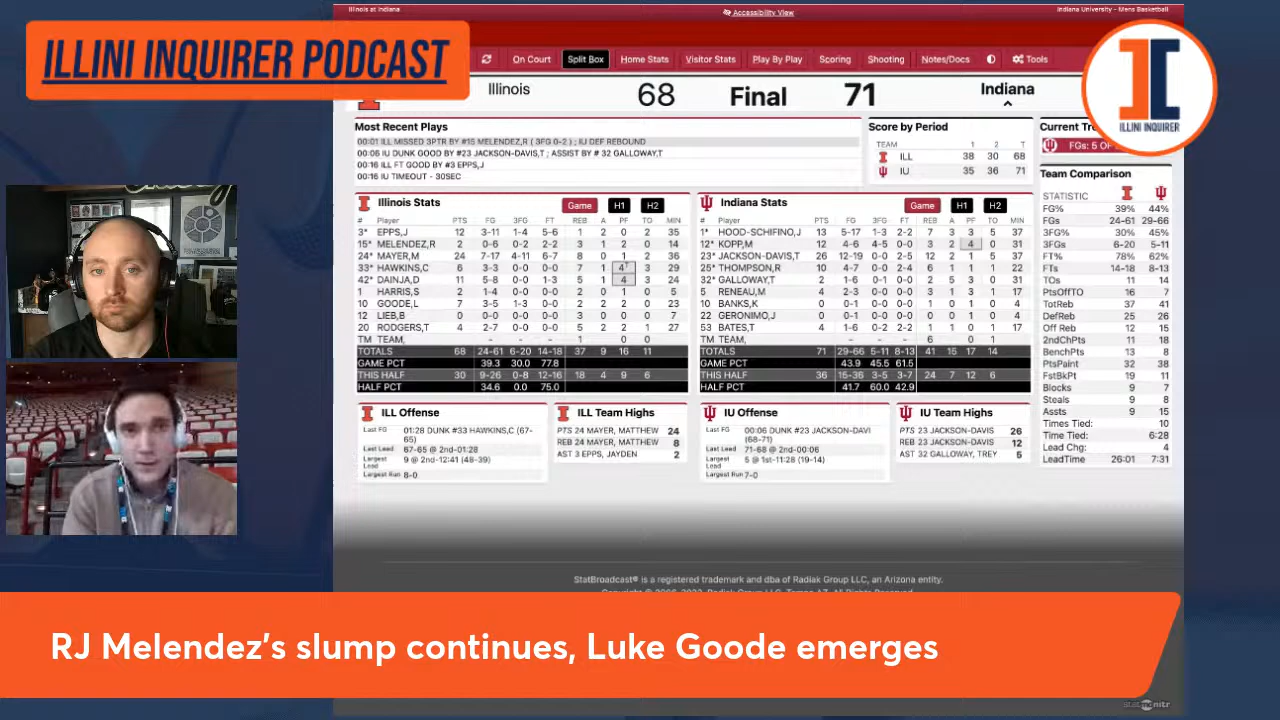 Illinois at Indiana
Accessibility View
Indiana University - Mens Basketball
ILLINI INQUIRER PODCAST
On Court Split Box Home Stats Visitor Stats Play By Play Scoring Shooting Notes/Docs Tools
Illinois 68 Final 71 Indiana
ILLINI INQUIRER
Most Recent Plays
00:01 ILL MISSED 3PTR BY #15 MELENDEZ,R ( 3FG 0-2 ) ; IU DEF REBOUND
00:06 IU DUNK GOOD BY #23 JACKSON-DAVIS,T ; ASSIST BY # 32 GALLOWAY,T
00:16 ILL FT GOOD BY #3 EPPS,J
00:16 IU TIMEOUT - 30SEC
Score by Period
TEAM 1 2 T
ILL 38 30 68
IU 35 36 71
Current
FGs: 5 OF
Illinois Stats Game H1 H2
# Player PTS FG 3FG FT REB A PF TO MIN
3* EPPS,J 12 3-11 1-4 5-6 1 2 0 2 35
15* MELENDEZ,R 2 0-6 0-2 2-2 3 1 2 2 14
24* MAYER,M 24 7-17 4-11 6-7 8 0 1 2 36
33* HAWKINS,C 6 3-3 0-0 0-0 7 1 4 3 29
42* DAINJA,D 11 5-8 0-0 1-3 5 1 4 3 24
1 HARRIS,S 2 1-4 0-0 0-0 2 0 1 0 5
10 GOODE,L 7 3-5 1-3 0-0 2 2 2 0 23
12 LIEB,B 0 0-0 0-0 0-0 3 0 0 0 7
20 RODGERS,T 4 2-7 0-0 0-0 5 2 2 1 27
TM TEAM, - - - 1 0
TOTALS 68 24-61 6-20 14-18 37 9 16 11
GAME PCT 39.3 30.0 77.8
THIS HALF 30 9-26 0-8 12-16 18 4 9 6
HALF PCT 34.6 0.0 75.0
Indiana Stats Game H1 H2
# Player PTS FG 3FG FT REB A PF TO MIN
1* HOOD-SCHIFINO,J 13 5-17 1-3 2-2 7 3 3 5 37
12* KOPP,M 12 4-6 4-5 0-0 3 2 4 0 31
23* JACKSON-DAVIS,T 26 12-19 0-0 2-5 12 2 1 5 37
25* THOMPSON,R 10 4-7 0-0 2-4 6 1 1 1 22
32* GALLOWAY,T 2 1-6 0-1 0-0 2 5 3 0 31
5 RENEAU,M 4 2-3 0-0 0-0 3 1 3 1 17
10 BANKS,K 0 0-1 0-0 0-0 1 0 1 0 4
22 GERONIMO,J 0 0-1 0-0 0-0 0 0 0 0 4
53 BATES,T 4 1-6 0-2 2-2 1 1 0 1 17
TM TEAM, - - - 6 0 1
TOTALS 71 29-66 5-11 8-13 41 15 17 14
GAME PCT 43.9 45.5 61.5
THIS HALF 36 15-36 3-5 3-7 24 7 12 6
HALF PCT 41.7 60.0 42.9
Team Comparison
STATISTIC
FG% 39% 44%
FGs 24-61 29-66
3FG% 30% 45%
3FGs 6-20 5-11
FT% 78% 62%
FTs 14-18 8-13
TOs 11 14
PtsOffTO 16 7
TotReb 37 41
DefReb 25 26
Off Reb 12 15
2ndChPts 11 18
BenchPts 13 8
PtsPaint 32 38
FstBkPt 19 11
Blocks 9 7
Steals 9 8
Assts 9 15
Times Tied: 10
Time Tied: 6:28
Lead Chg: 4
LeadTime 26:01 7:31
ILL Offense
Last FG 01:28 DUNK #33 HAWKINS,C (67-
65)
Last Lead 67-65 @ 2nd-01:28
Largest Lead 9 @ 2nd-12:41 (48-39)
Largest Run 8-0
ILL Team Highs
PTS 24 MAYER, MATTHEW 24
REB 24 MAYER, MATTHEW 8
AST 3 EPPS, JAYDEN 2
IU Offense
Last FG 00:06 DUNK #23 JACKSON-DAVI
(68-71)
Last Lead 71-68 @ 2nd-00:06
Largest Lead 5 @ 1st-11:28 (19-14)
Largest Run 7-0
IU Team Highs
PTS 23 JACKSON-DAVIS 26
REB 23 JACKSON-DAVIS 12
AST 32 GALLOWAY, TREY 5
StatBroadcast® is a registered trademark and dba of Radiak Group LLC, an Arizona entity.
RJ Melendez's slump continues, Luke Goode emerges